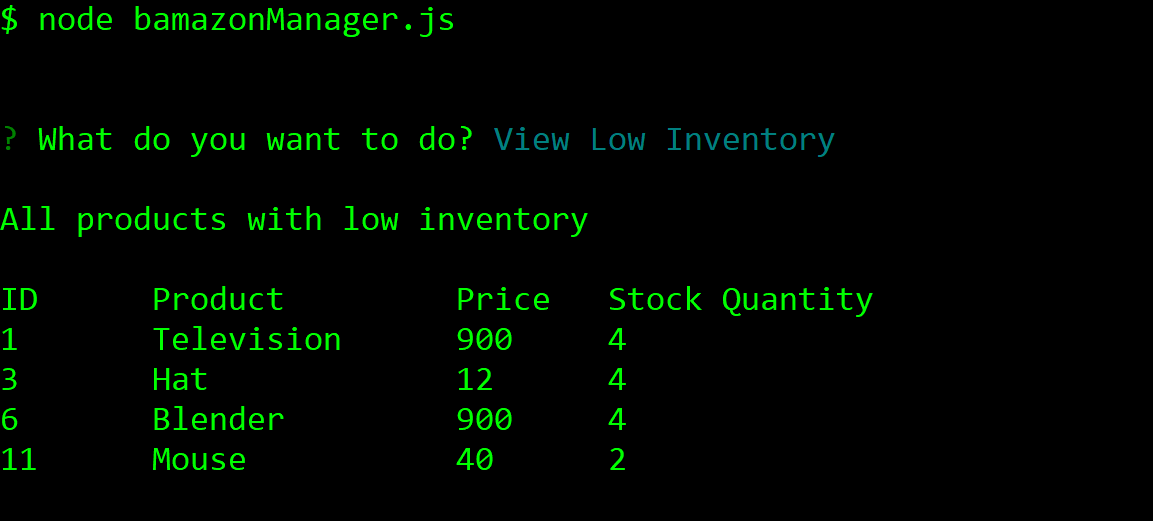 $ node bamazonManager.js
? What do you want to do? View Low Inventory
All products with low inventory
ID Product Price Stock Quantity
1 Television 900 4
3 Hat 12 4
6 Blender 900 4
11 Mouse 40 2